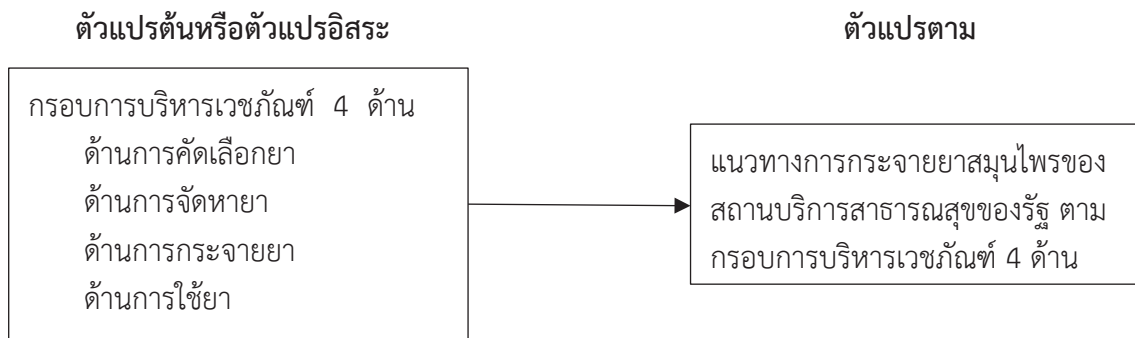 ตัวแปรต้นหรือตัวแปรอิสระ
กรอบการบริหารเวชภัณฑ์ 4 ด้าน
ด้านการคัดเลือกยา
ด้านการจัดหายา
ด้านการกระจายยา
ด้านการใช้ยา
ตัวแปรตาม
แนวทางการกระจายยาสมุนไพรของ
สถานบริการสาธารณสุขของรัฐ ตาม
กรอบการบริหารเวชภัณฑ์ 4 ด้าน